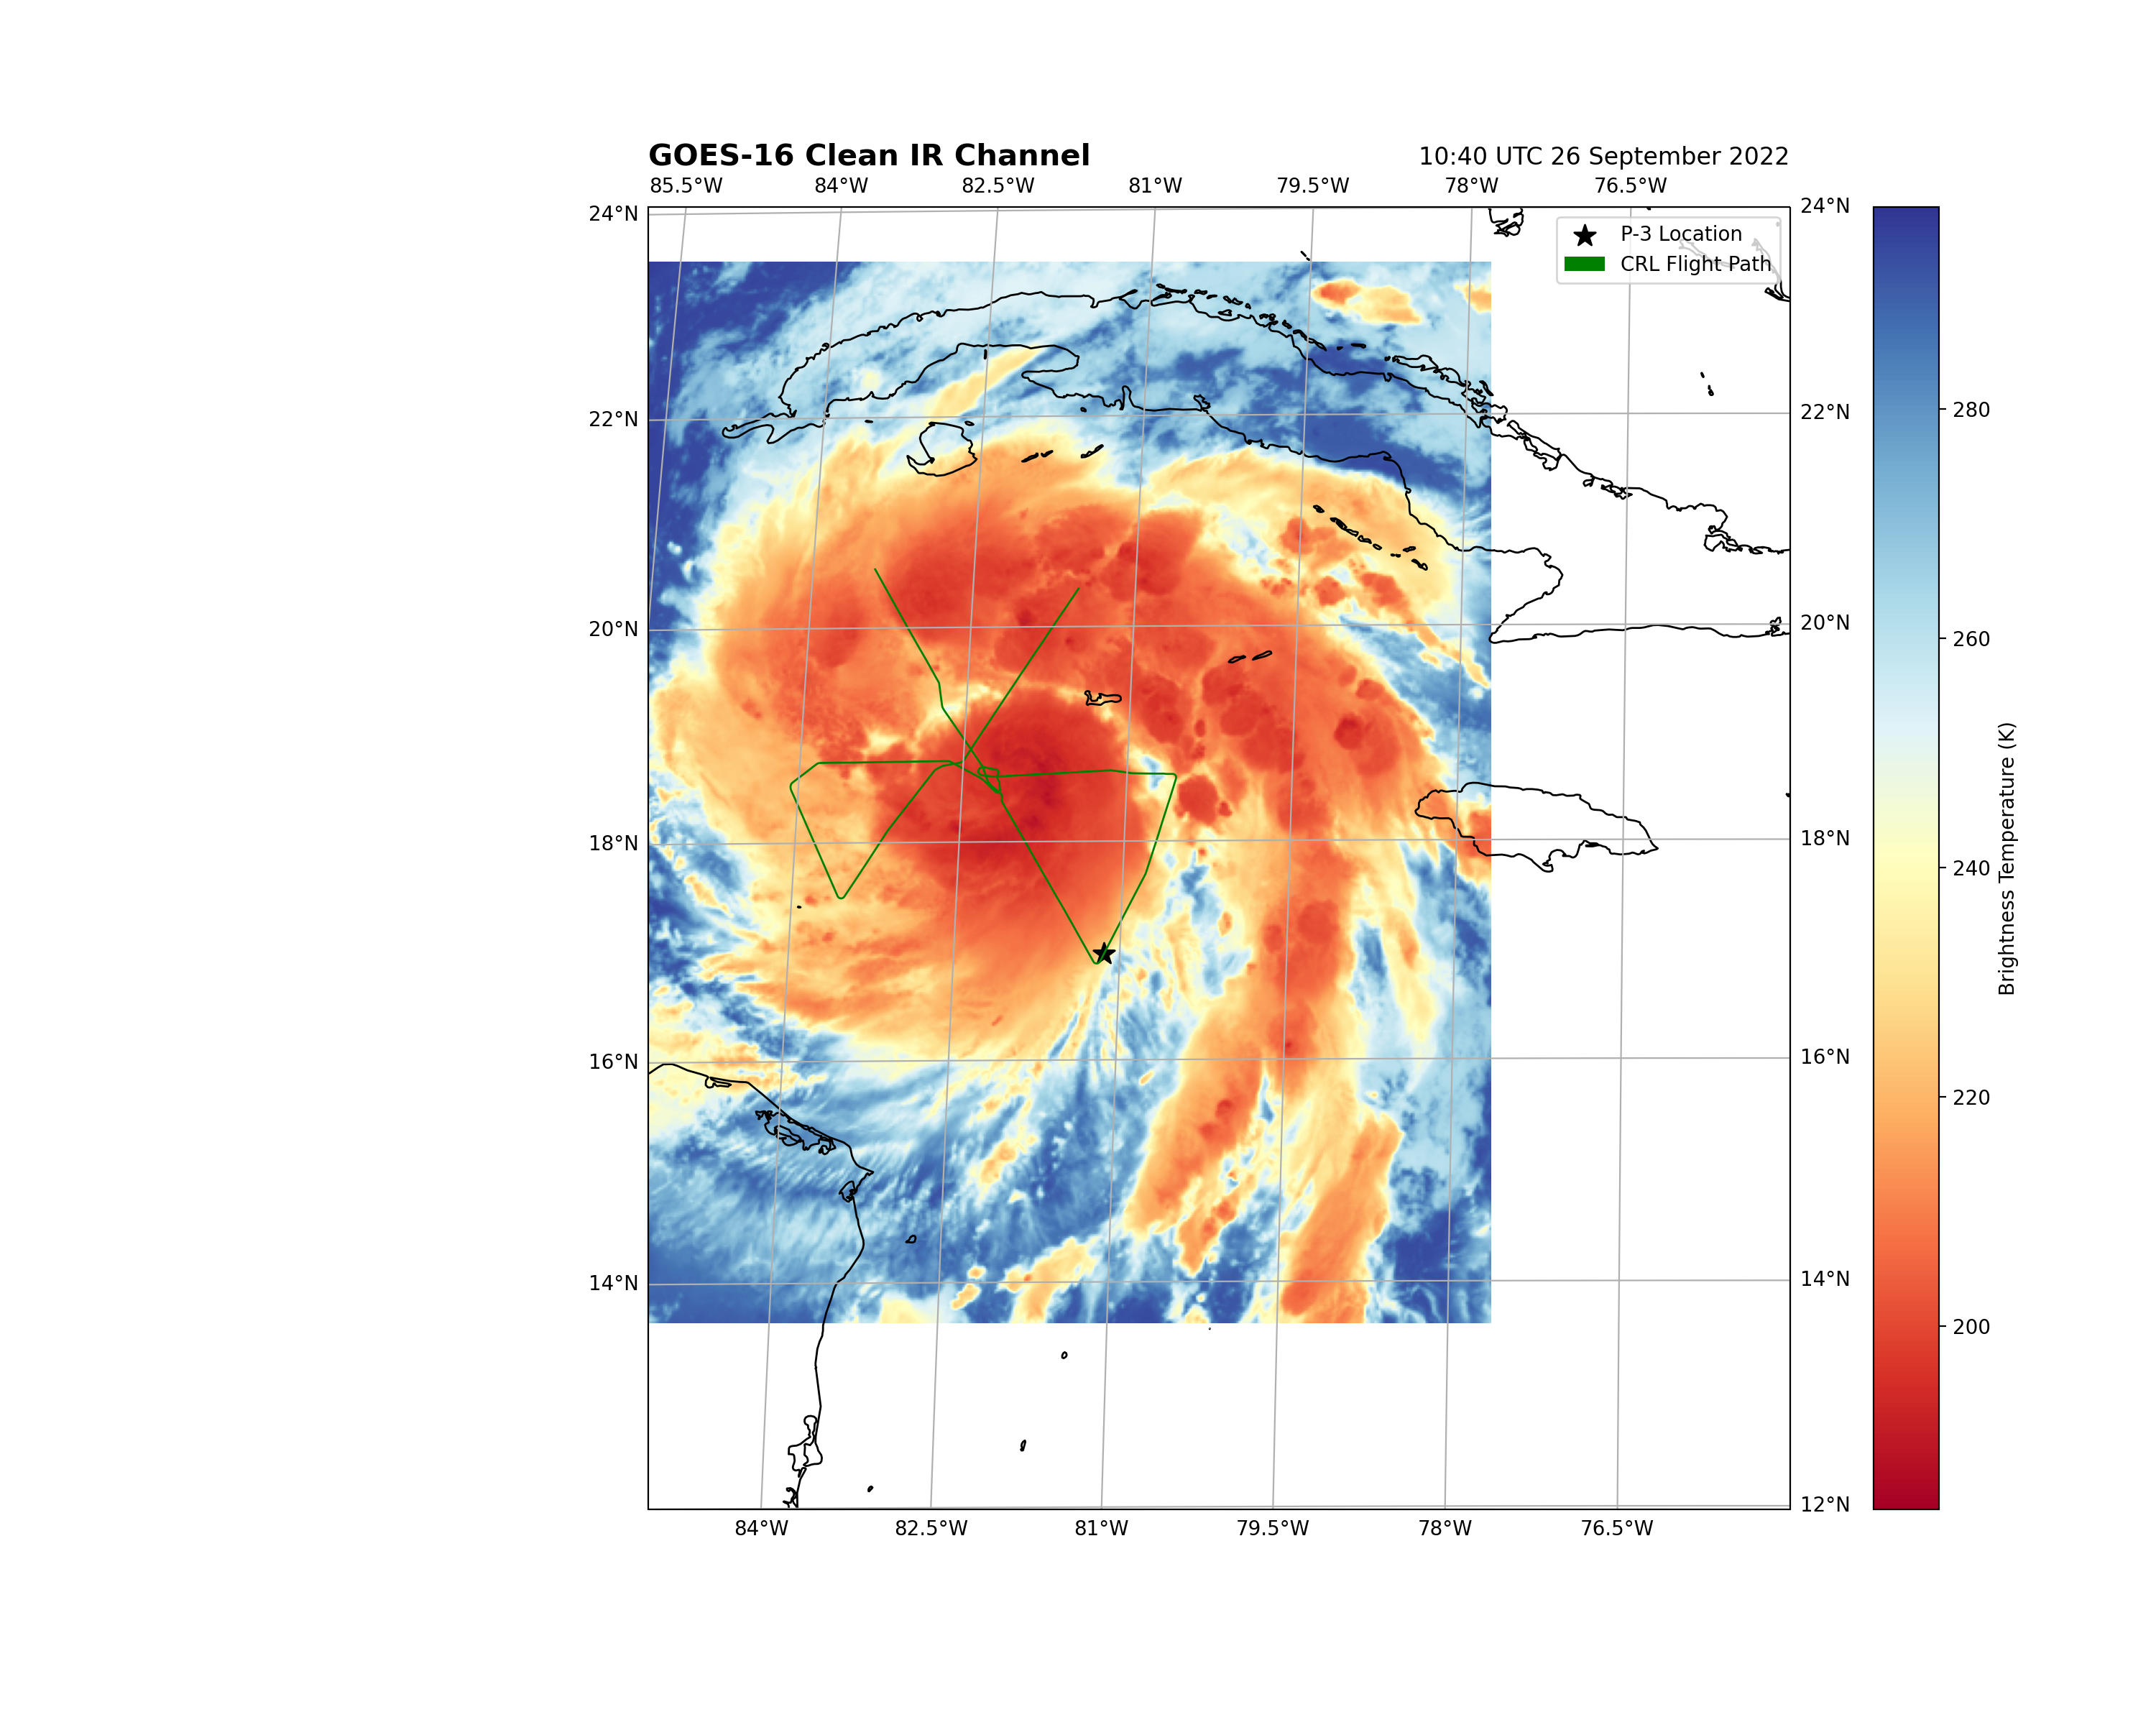 GOES-16 Clean IR Channel
10:40 UTC 26 September 2022
85.5°W 84°W 82.5°W 81°W 79.5°W 78°W 76.5°W
24°N 24°N
P-3 Location
CRL Flight Path
280
22°N 22°N
260
20°N 20°N
Brightness Temperature (K)
240
18°N 18°N
220
16°N 16°N
200
14°N 14°N
12°N
84°W 82.5°W 81°W 79.5°W 78°W 76.5°W